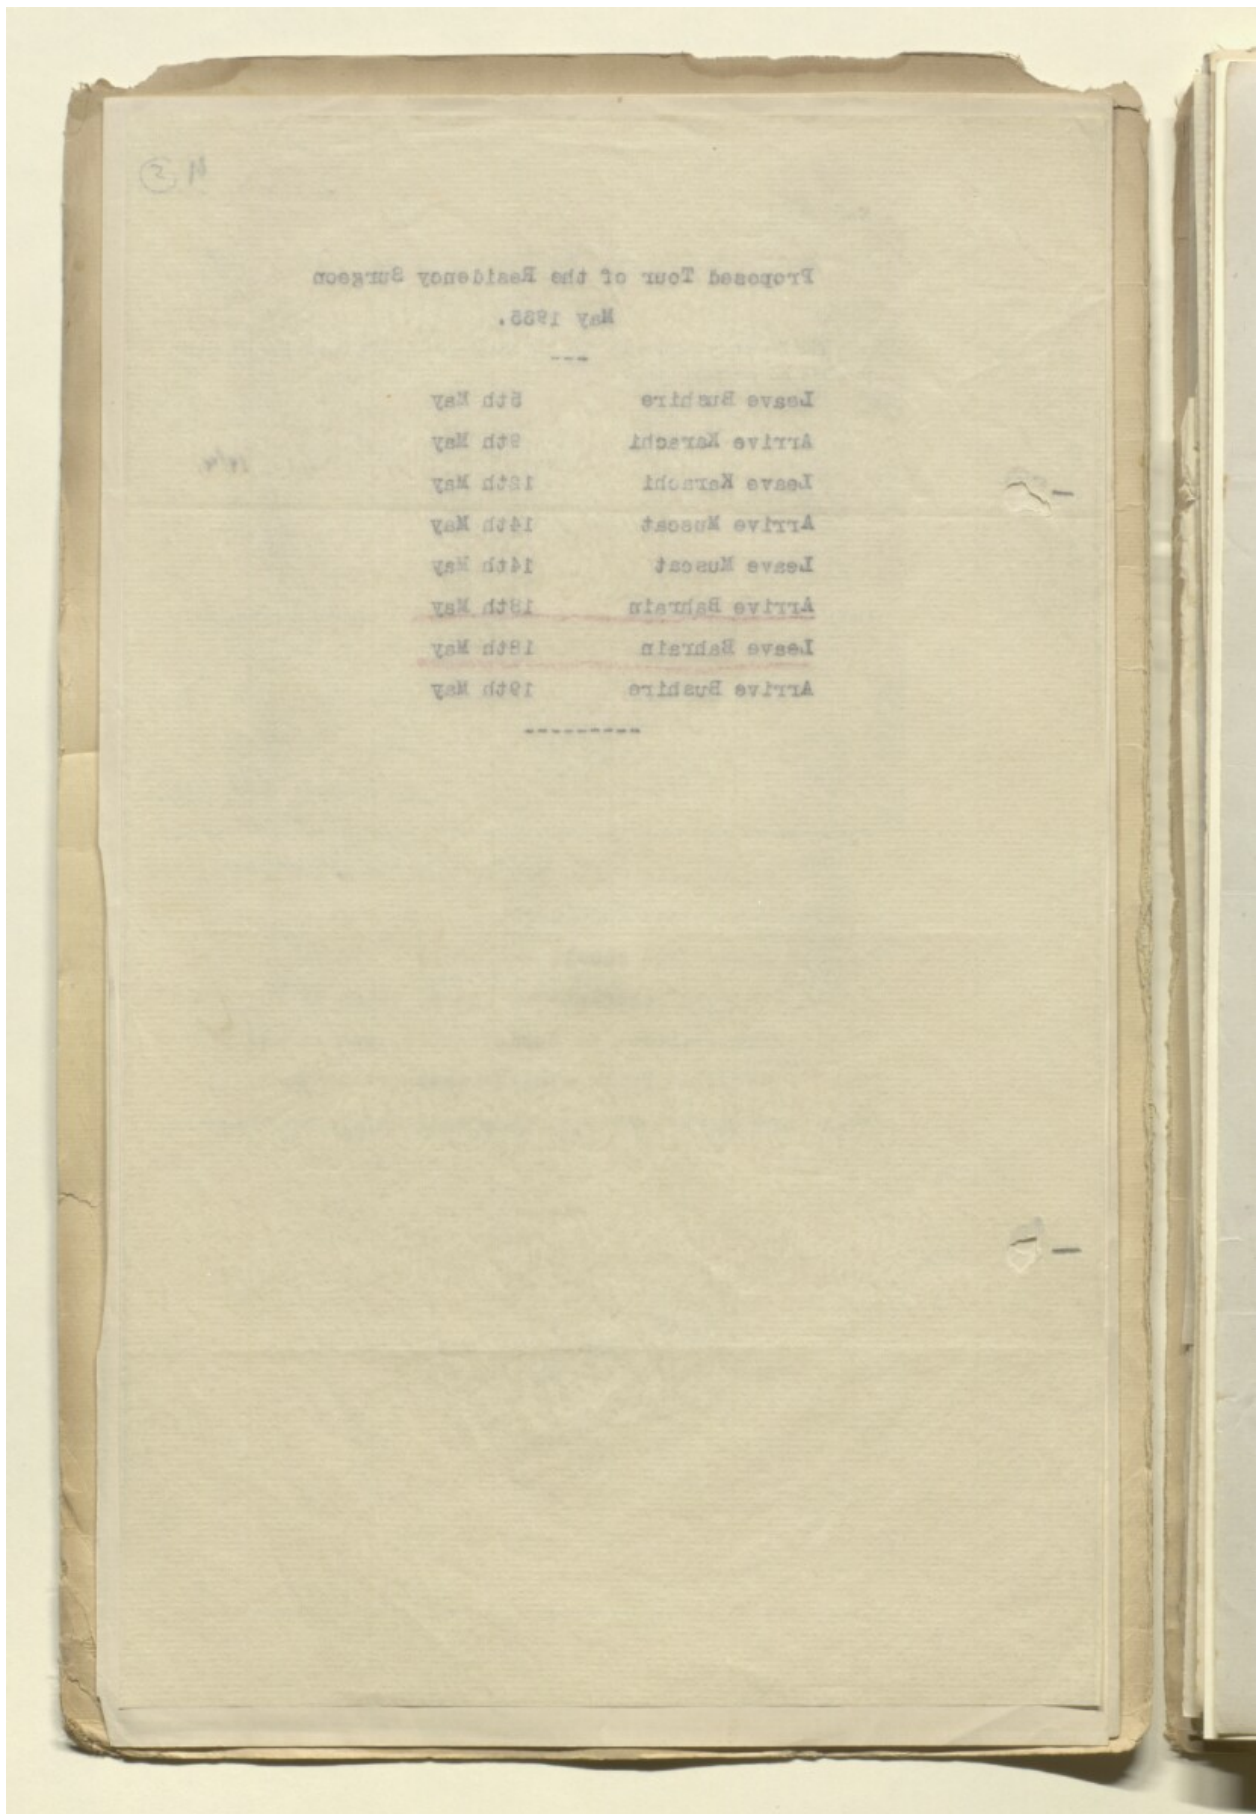 Proposed Tour of the Residency Surgeon
May 1935.
---
Leave Bushire 5th May
Arrive Karachi 9th May
Leave Karachi 12th May
Arrive Muscat 14th May
Leave Muscat 14th May
Arrive Bahrain 18th May
Leave Bahrain 18th May
Arrive Bushire 19th May
---------